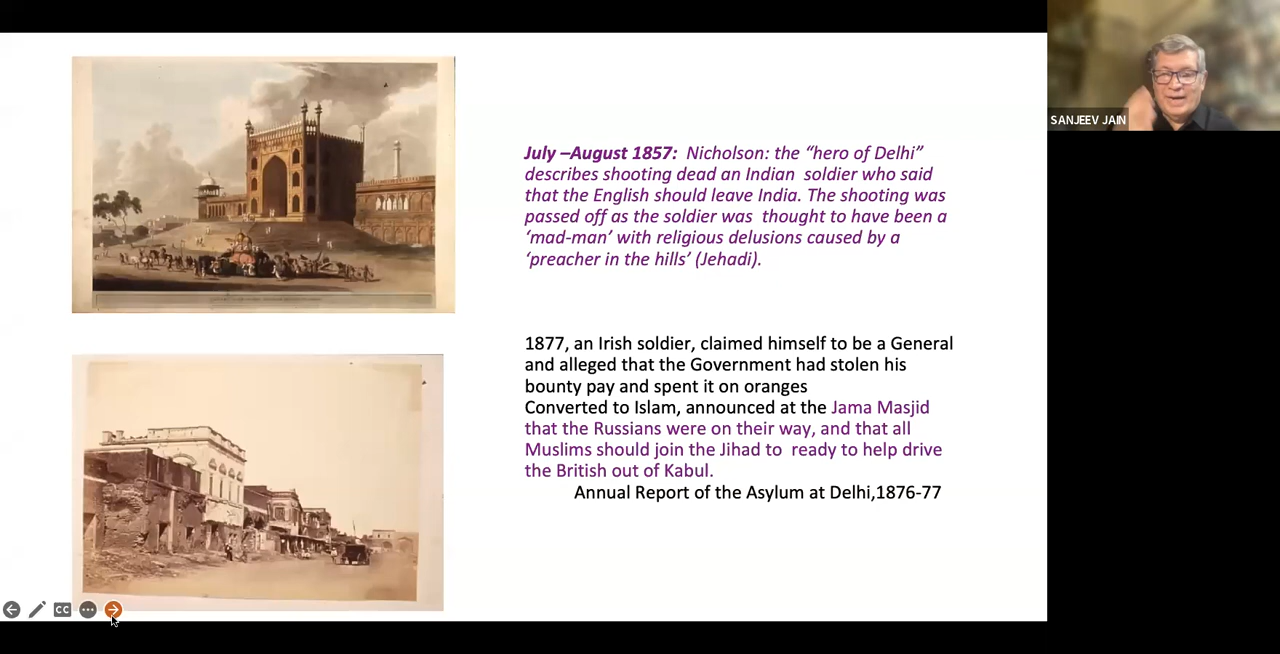 SANJEEV JAIN
July –August 1857:  Nicholson: the “hero of Delhi”
describes shooting dead an Indian  soldier who said
that the English should leave India. The shooting was
passed off as the soldier was  thought to have been a
‘mad-man’ with religious delusions caused by a
‘preacher in the hills’ (Jehadi).
1877, an Irish soldier, claimed himself to be a General
and alleged that the Government had stolen his
bounty pay and spent it on oranges
Converted to Islam, announced at the Jama Masjid
that the Russians were on their way, and that all
Muslims should join the Jihad to  ready to help drive
the British out of Kabul.
Annual Report of the Asylum at Delhi,1876-77
CC